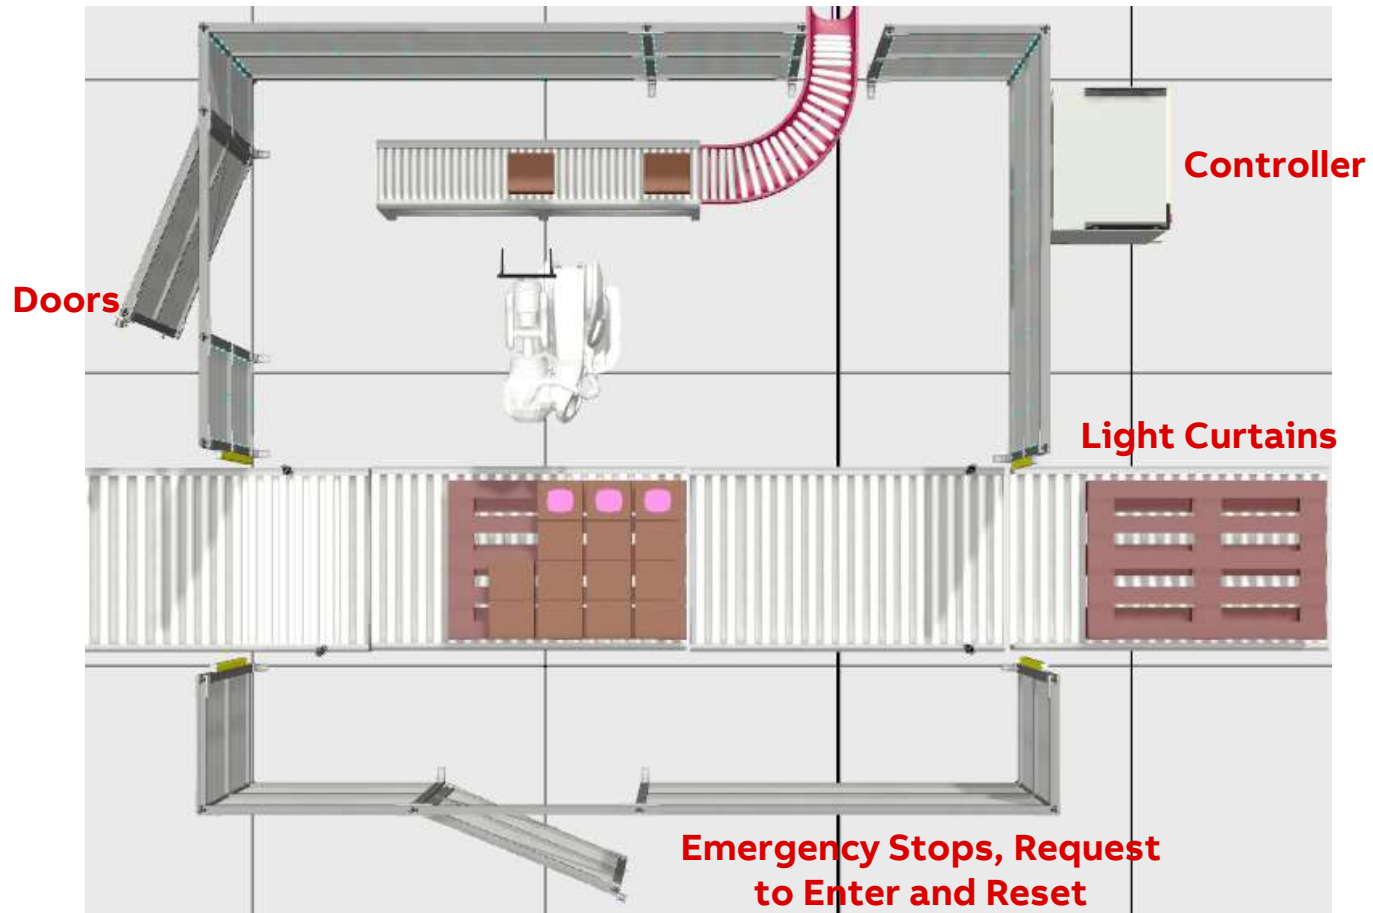 Controller
Doors
Light Curtains
Emergency Stops, Request
to Enter and Reset